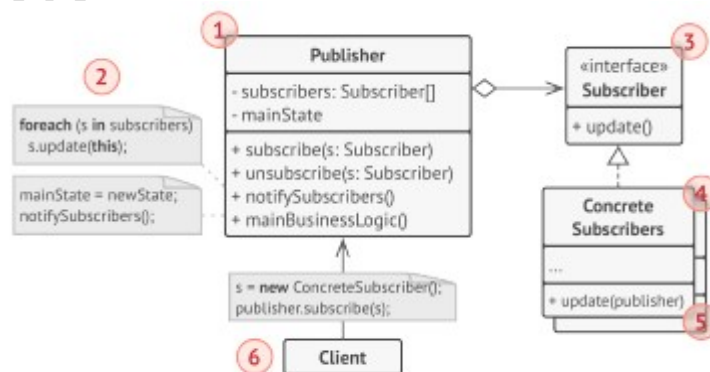 1
Publisher
- subscribers: Subscriber[]
- mainState
+ subscribe(s: Subscriber)
+ unsubscribe(s: Subscriber)
+ notifySubscribers()
+ mainBusinessLogic()
2
foreach (s in subscribers)
s.update(this);
mainState = newState;
notifySubscribers();
3
«interface»
Subscriber
+ update()
4
Concrete
Subscribers
...
+ update(publisher)
5
s = new ConcreteSubscriber();
publisher.subscribe(s);
6
Client